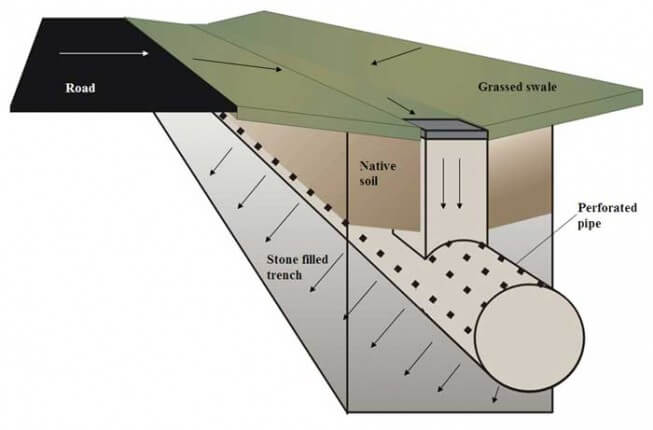 Road
Grassed swale
Native
soil
Perforated
pipe
Stone filled
trench